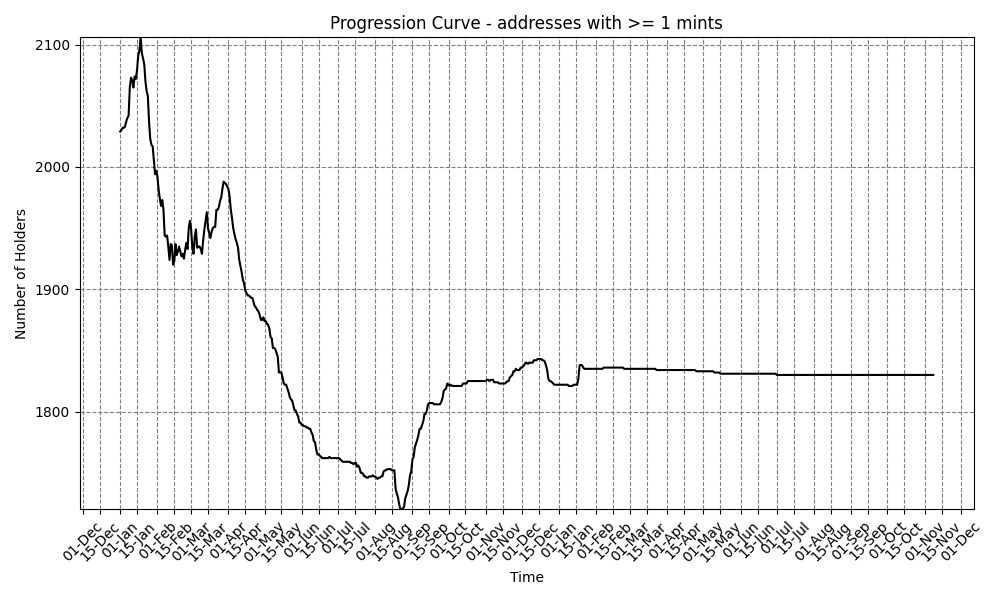 Progression Curve - addresses with >= 1 mints
Number of Holders
2100
2000
1900
1800
01-Dec
15-Dec
01-Jan
15-Jan
01-Feb
15-Feb
01-Mar
15-Mar
01-Apr
15-Apr
01-May
15-May
01-Jun
15-Jun
01-Jul
15-Jul
01-Aug
15-Aug
01-Sep
15-Sep
01-Oct
15-Oct
01-Nov
15-Nov
01-Dec
15-Dec
01-Jan
15-Jan
01-Feb
15-Feb
01-Mar
15-Mar
01-Apr
15-Apr
01-May
15-May
01-Jun
15-Jun
01-Jul
15-Jul
01-Aug
15-Aug
01-Sep
15-Sep
01-Oct
15-Oct
01-Nov
15-Nov
01-Dec
Time